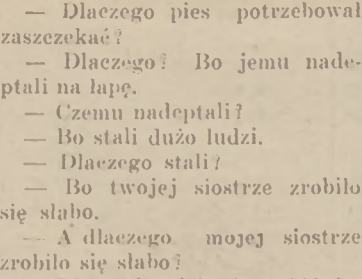 — Dlaczego pies potrzebował
zaszczekać?
— Dlaczego? Bo jemu nade-
ptali na łapę.
— Czemu nadeptali?
— Bo stali dużo ludzi.
— Dlaczego stali?
— Bo twojej siostrze zrobiło
się słabo.
— A dlaczego mojej siostrze
zrobiło się słabo?